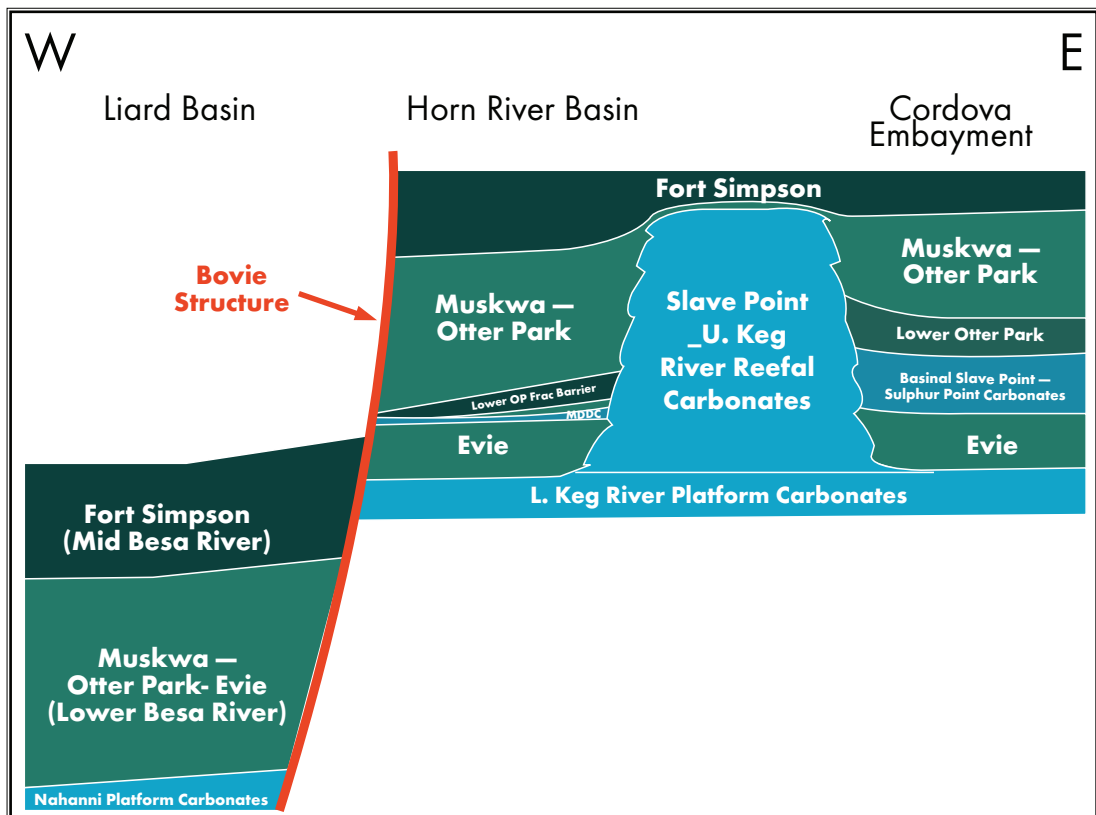 W
E
Liard Basin
Horn River Basin
Cordova
Embayment
Fort Simpson
Bovie
Structure
Muskwa —
Otter Park
Slave Point
_U. Keg
River Reefal
Carbonates
Muskwa —
Otter Park
Lower Otter Park
Lower OP Frac Barrier
MDDC
Basinal Slave Point —
Sulphur Point Carbonates
Evie
Evie
L. Keg River Platform Carbonates
Fort Simpson
(Mid Besa River)
Muskwa —
Otter Park- Evie
(Lower Besa River)
Nahanni Platform Carbonates